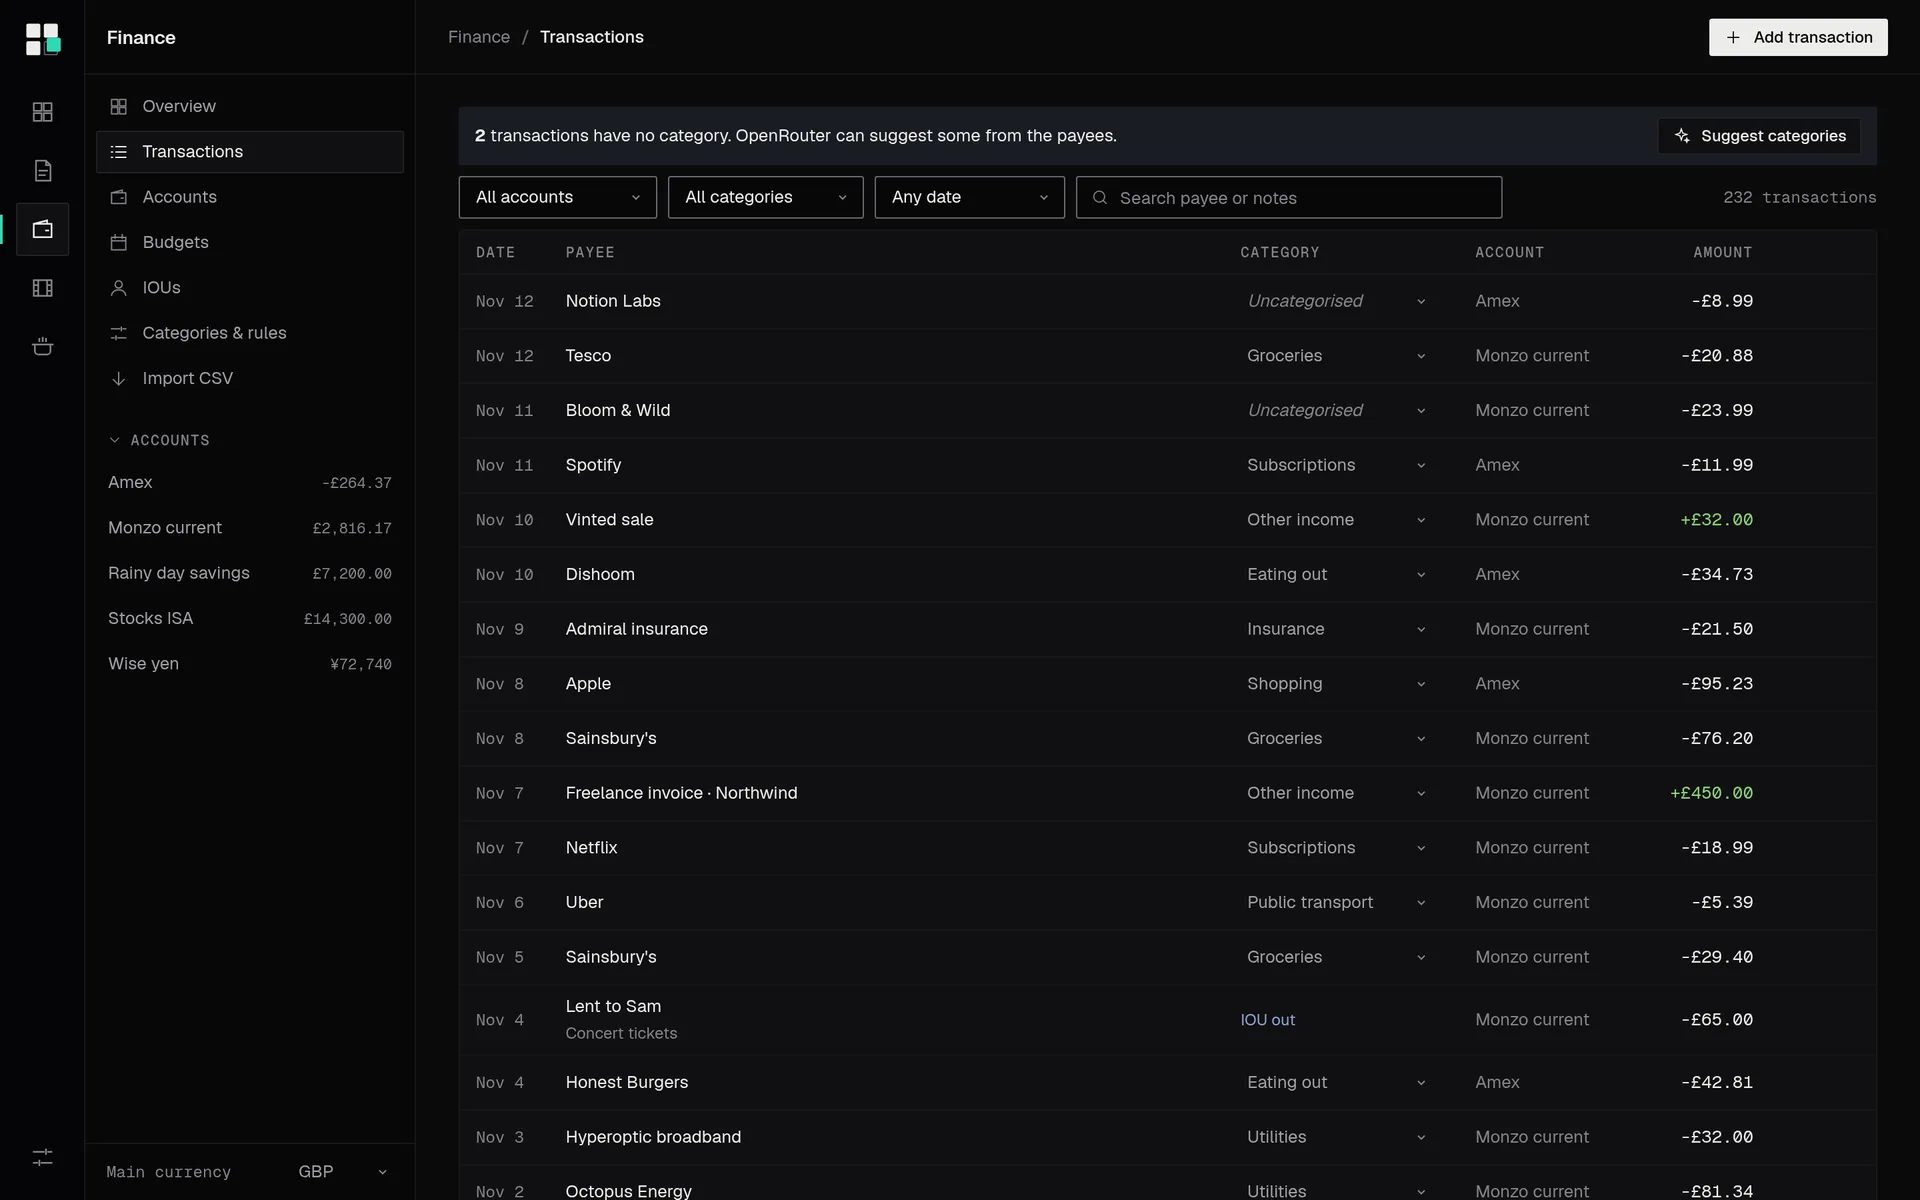 Finance
Finance / Transactions
Add transaction
Overview
Transactions
Accounts
Budgets
IOUs
Categories & rules
Import CSV
ACCOUNTS
Amex -£264.37
Monzo current £2,816.17
Rainy day savings £7,200.00
Stocks ISA £14,300.00
Wise yen ¥72,740
Main currency GBP
2 transactions have no category. OpenRouter can suggest some from the payees.
Suggest categories
All accounts All categories Any date Search payee or notes 232 transactions
DATE PAYEE CATEGORY ACCOUNT AMOUNT
Nov 12 Notion Labs Uncategorised Amex -£8.99
Nov 12 Tesco Groceries Monzo current -£20.88
Nov 11 Bloom & Wild Uncategorised Monzo current -£23.99
Nov 11 Spotify Subscriptions Amex -£11.99
Nov 10 Vinted sale Other income Monzo current +£32.00
Nov 10 Dishoom Eating out Amex -£34.73
Nov 9 Admiral insurance Insurance Monzo current -£21.50
Nov 8 Apple Shopping Amex -£95.23
Nov 8 Sainsbury's Groceries Monzo current -£76.20
Nov 7 Freelance invoice · Northwind Other income Monzo current +£450.00
Nov 7 Netflix Subscriptions Monzo current -£18.99
Nov 6 Uber Public transport Monzo current -£5.39
Nov 5 Sainsbury's Groceries Monzo current -£29.40
Nov 4 Lent to Sam IOU out Monzo current -£65.00
Concert tickets
Nov 4 Honest Burgers Eating out Amex -£42.81
Nov 3 Hyperoptic broadband Utilities Monzo current -£32.00
Nov 2 Octopus Energy Utilities Monzo current -£81.34